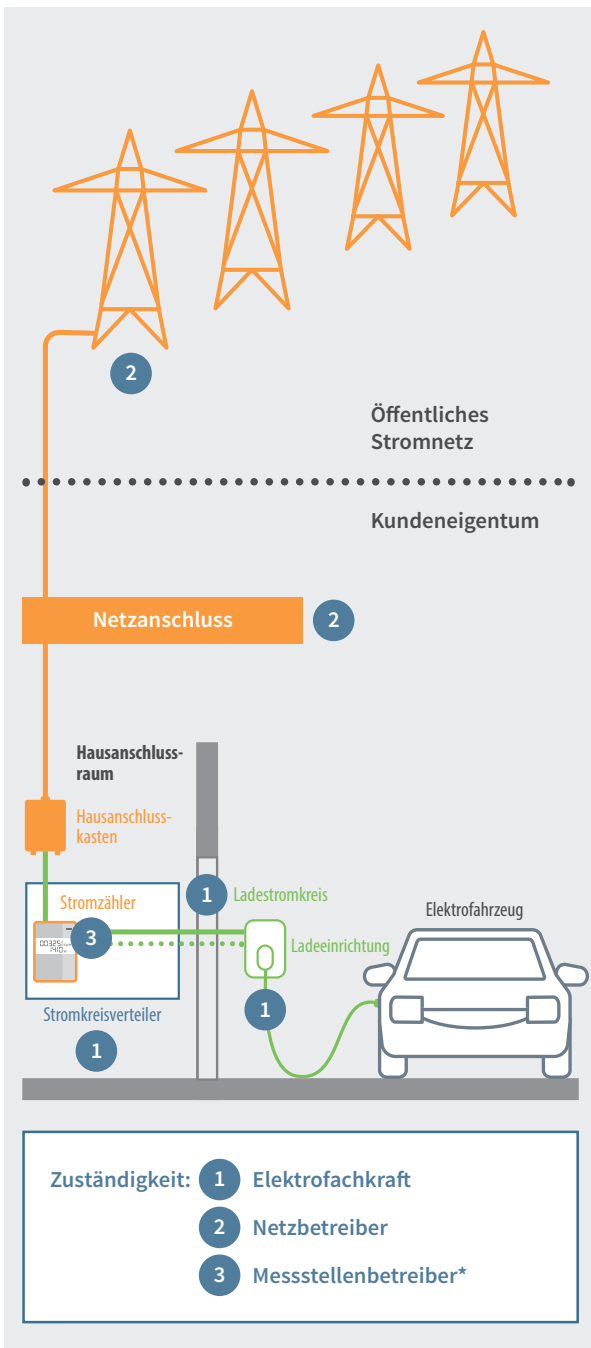 2
Öffentliches
Stromnetz
Kundeneigentum
Netzanschluss
2
Hausanschluss-
raum
Hausanschluss-
kasten
Stromzähler
3
1
Ladestromkreis
Elektrofahrzeug
Ladeeinrichtung
Stromkreisverteiler
1
1
Zuständigkeit: 1 Elektrofachkraft
2 Netzbetreiber
3 Messstellenbetreiber*